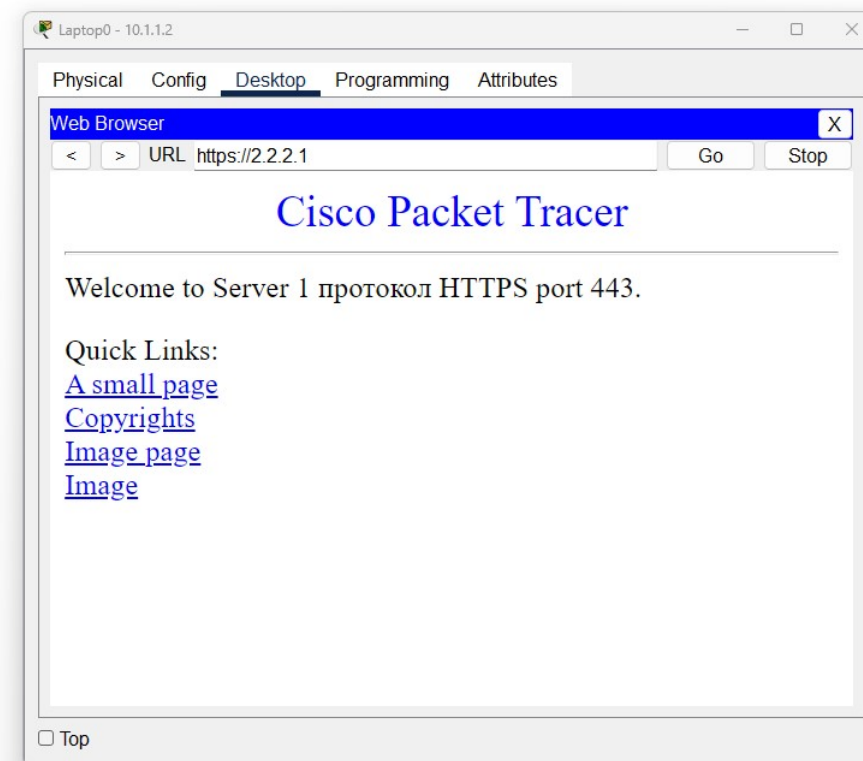 Laptop0 - 10.1.1.2
Physical Config Desktop Programming Attributes
Web Browser X
< > URL https://2.2.2.1 Go Stop
Cisco Packet Tracer
Welcome to Server 1 протокол HTTPS port 443.
Quick Links:
A small page
Copyrights
Image page
Image
Top